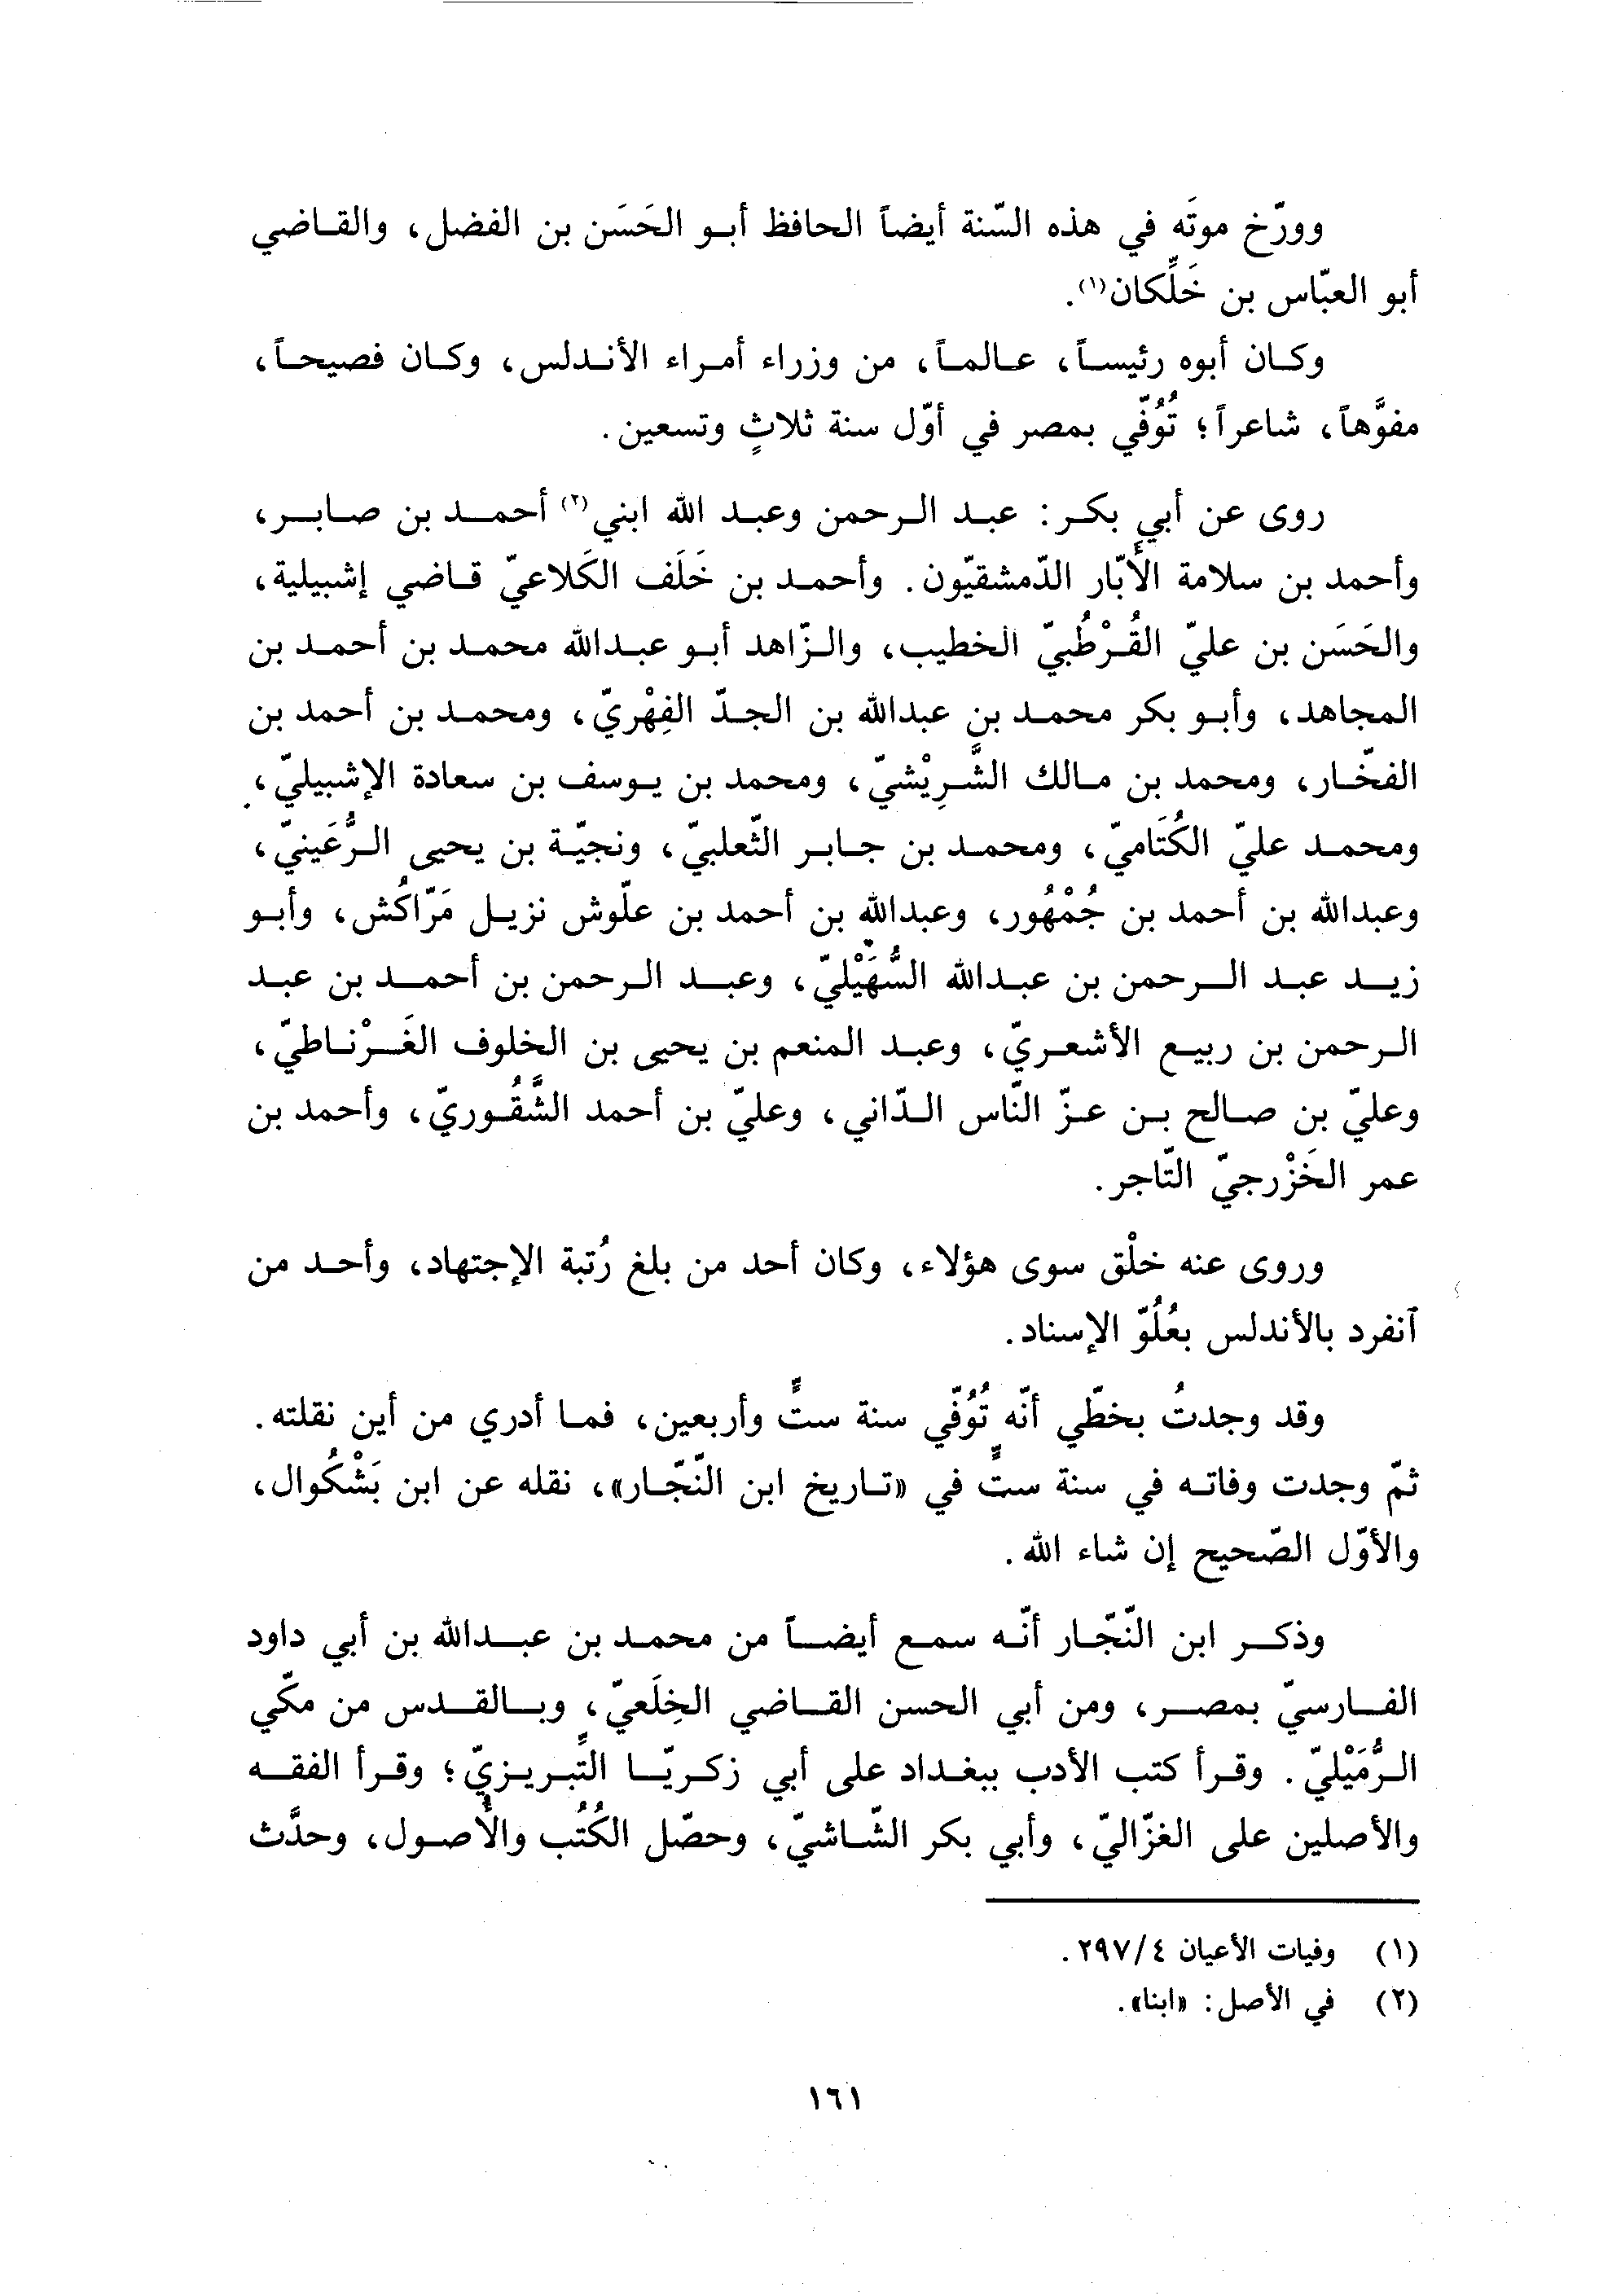 وورّخ موتَه في هذه السّنة أيضاً الحافظ أبو الحَسَن بن الفضل، والقاضي
أبو العبّاس بن خَلِّكان(١).
وكان أبوه رئيساً، عالماً، من وزراء أمراء الأندلس، وكان فصيحاً،
مفوَّهاً، شاعراً؛ تُوُفّي بمصر في أوّل سنة ثلاثٍ وتسعين.
روى عن أبي بكر: عبد الرحمن وعبد الله ابني(٢) أحمد بن صابر،
وأحمد بن سلامة الأَبّار الدّمشقيّون. وأحمد بن خَلَف الكَلاعيّ قاضي إشبيلية،
والحَسَن بن عليّ القُرْطُبيّ الخطيب، والزّاهد أبو عبدالله محمد بن أحمد بن
المجاهد، وأبو بكر محمد بن عبدالله بن الجدّ الفِهْريّ، ومحمد بن أحمد بن
الفخّار، ومحمد بن مالك الشَّرِيْشيّ، ومحمد بن يوسف بن سعادة الإشبيليّ،
ومحمد عليّ الكُتَاميّ، ومحمد بن جابر الثّعلبيّ، ونجيّة بن يحيى الرُّعَينيّ،
وعبدالله بن أحمد بن جُمْهُور، وعبدالله بن أحمد بن علّوش نزيل مَرّاكُش، وأبو
زيد عبد الرحمن بن عبدالله السُّهَيْليّ، وعبد الرحمن بن أحمد بن عبد
الرحمن بن ربيع الأشعريّ، وعبد المنعم بن يحيى بن الخلوف الغَرْناطيّ،
وعليّ بن صالح بن عزّ النّاس الدّاني، وعليّ بن أحمد الشَّقُوريّ، وأحمد بن
عمر الخَزْرجيّ التّاجر.
وروى عنه خلْق سوى هؤلاء، وكان أحد من بلغ رُتبة الإجتهاد، وأحد من
آنفرد بالأندلس بعُلُوّ الإسناد.
وقد وجدتُ بخطّي أنّه تُوُفّي سنة ستٍّ وأربعين، فما أدري من أين نقلته.
ثمّ وجدت وفاته في سنة ستٍّ في «تاريخ ابن النّجّار»، نقله عن ابن بَشْكُوال،
والأوّل الصّحيح إن شاء الله.
وذكر ابن النّجّار أنّه سمع أيضاً من محمد بن عبدالله بن أبي داود
الفارسيّ بمصر، ومن أبي الحسن القاضي الخِلَعيّ، وبالقدس من مكّي
الرُّمَيْليّ. وقرأ كتب الأدب ببغداد على أبي زكريّا التِّبريزيّ؛ وقرأ الفقه
والأصلين على الغزّاليّ، وأبي بكر الشّاشيّ، وحصّل الكُتُب والأُصول، وحدَّث
(١) وفيات الأعيان ٢٩٧/٤.
(٢) في الأصل: «ابنا».
١٦١